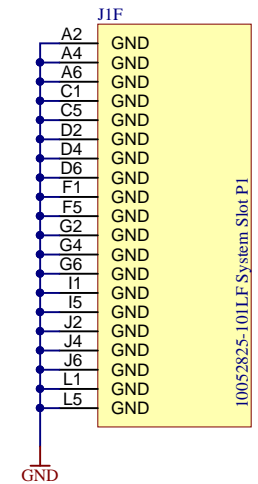 J1F
A2 GND
A4 GND
A6 GND
C1 GND
C5 GND
D2 GND
D4 GND
D6 GND
F1 GND
F5 GND
G2 GND
G4 GND
G6 GND
I1 GND
I5 GND
J2 GND
J4 GND
J6 GND
L1 GND
L5 GND
10052825-101LF System Slot P1
GND